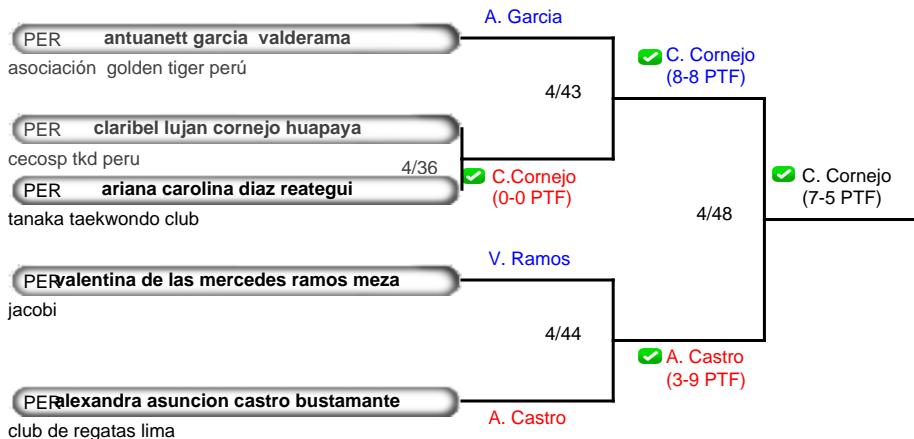 A. Garcia
PER antuanett garcia valderama
asociación golden tiger perú
C. Cornejo
(8-8 PTF)
4/43
PER claribel lujan cornejo huapaya
cecosp tkd peru
4/36
C.Cornejo
(0-0 PTF)
PER ariana carolina diaz reategui
tanaka taekwondo club
C. Cornejo
(7-5 PTF)
4/48
V. Ramos
PER valentina de las mercedes ramos meza
jacobi
4/44
A. Castro
(3-9 PTF)
PER alexandra asuncion castro bustamante
A. Castro
club de regatas lima